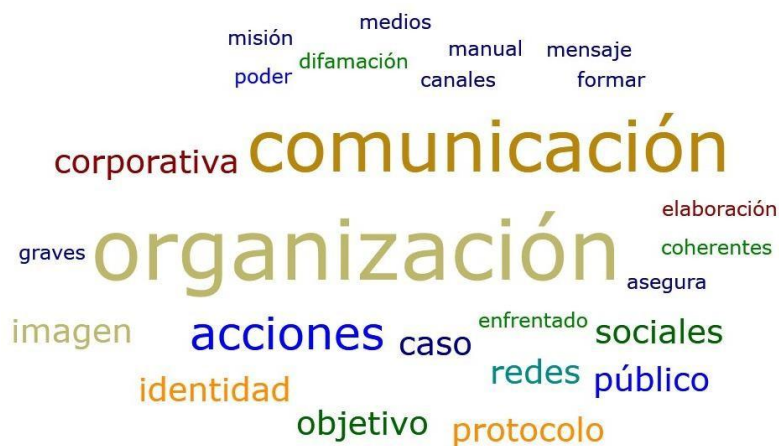 medios
misión
manual
mensaje
difamación
poder
canales
formar
comunicación
corporativa
elaboración
organización
coherentes
graves
asegura
enfrentado
imagen
acciones
caso
sociales
redes
público
identidad
objetivo
protocolo